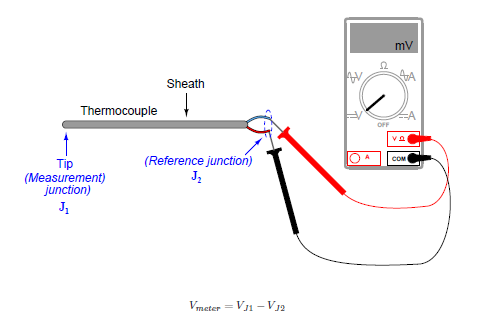 mV
Ω
V
A
V
A
OFF
V Ω
A
COM
Sheath
Thermocouple
Tip
(Measurement)
junction)
J1
(Reference junction)
J2
Vmeter = VJ1 − VJ2